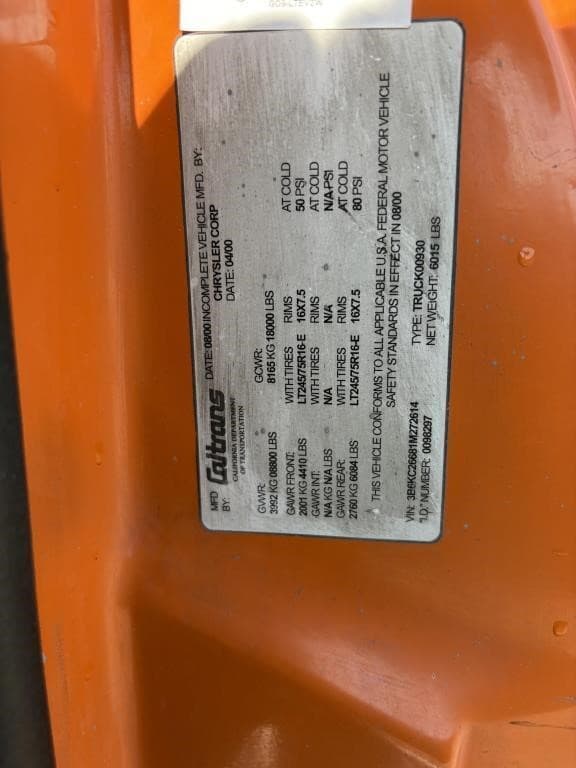 GO9-LTEVZW
MFD Caltrans DATE: 08/00 INCOMPLETE VEHICLE MFD. BY:
BY: CALIFORNIA DEPARTMENT CHRYSLER CORP
OF TRANSPORTATION DATE: 04/00
GVWR: GCWR:
3992 KG 08800 LBS 8165 KG 18000 LBS
GAWR FRONT: WITH TIRES RIMS AT COLD
2001 KG 4410 LBS LT245/75R16-E 16X7.5 50 PSI
GAWR INT: WITH TIRES RIMS AT COLD
N/A KG N/A LBS N/A N/A N/A-PSI
GAWR REAR: WITH TIRES RIMS AT COLD
2760 KG 6084 LBS LT245/75R16-E 16X7.5 80 PSI
THIS VEHICLE CONFORMS TO ALL APPLICABLE U.S.A. FEDERAL MOTOR VEHICLE
SAFETY STANDARDS IN EFFECT IN 08/00
VIN: 3B6KC26681M272614 TYPE: TRUCK00930
"I.D." NUMBER: 0098297 NET WEIGHT: 6015 LBS